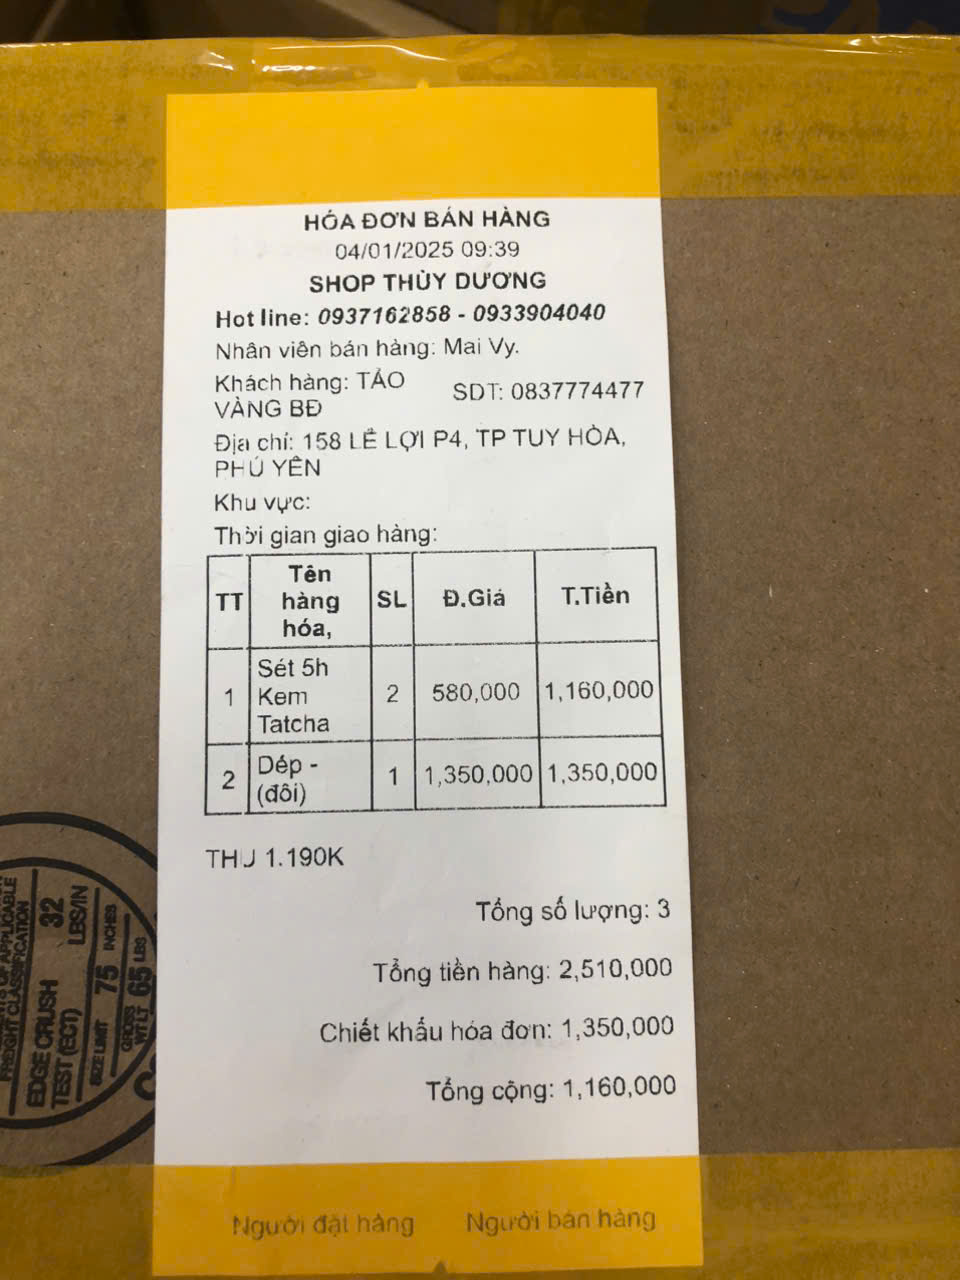 HÓA ĐƠN BÁN HÀNG
04/01/2025 09:39
SHOP THÙY DƯƠNG
Hot line: 0937162858 - 0933904040
Nhân viên bán hàng: Mai Vy.
Khách hàng: TẢO VÀNG BĐ SDT: 0837774477
Địa chỉ: 158 LÊ LỢI P4, TP TUY HÒA,
PHÚ YÊN
Khu vực:
Thời gian giao hàng:
TT Tên hàng hóa, SL Đ.Giá T.Tiền
1 Sét 5h Kem Tatcha 2 580,000 1,160,000
2 Dép - (đôi) 1 1,350,000 1,350,000
THU 1.190K
Tổng số lượng: 3
Tổng tiền hàng: 2,510,000
Chiết khấu hóa đơn: 1,350,000
Tổng cộng: 1,160,000
Người đặt hàng Người bán hàng
OF APPLICABLE
FREIGHT CLASSIFICATION
EDGE CRUSH TEST (ECT) 32 LBS/IN
SIZE LIMIT 75 INCHES
GROSS WT LT 65 LBS